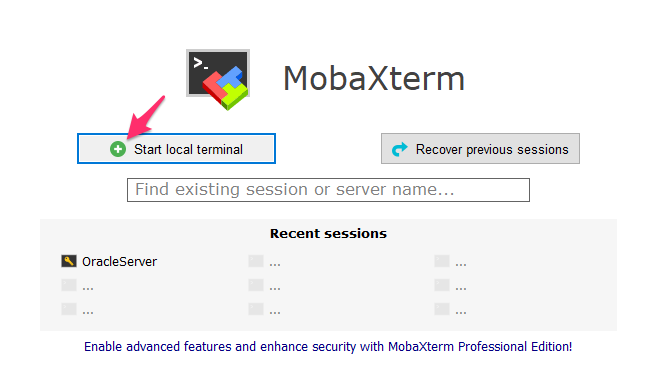 >_
MobaXterm
Start local terminal
Recover previous sessions
Find existing session or server name...
Recent sessions
OracleServer ... ...
... ... ...
... ... ...
Enable advanced features and enhance security with MobaXterm Professional Edition!